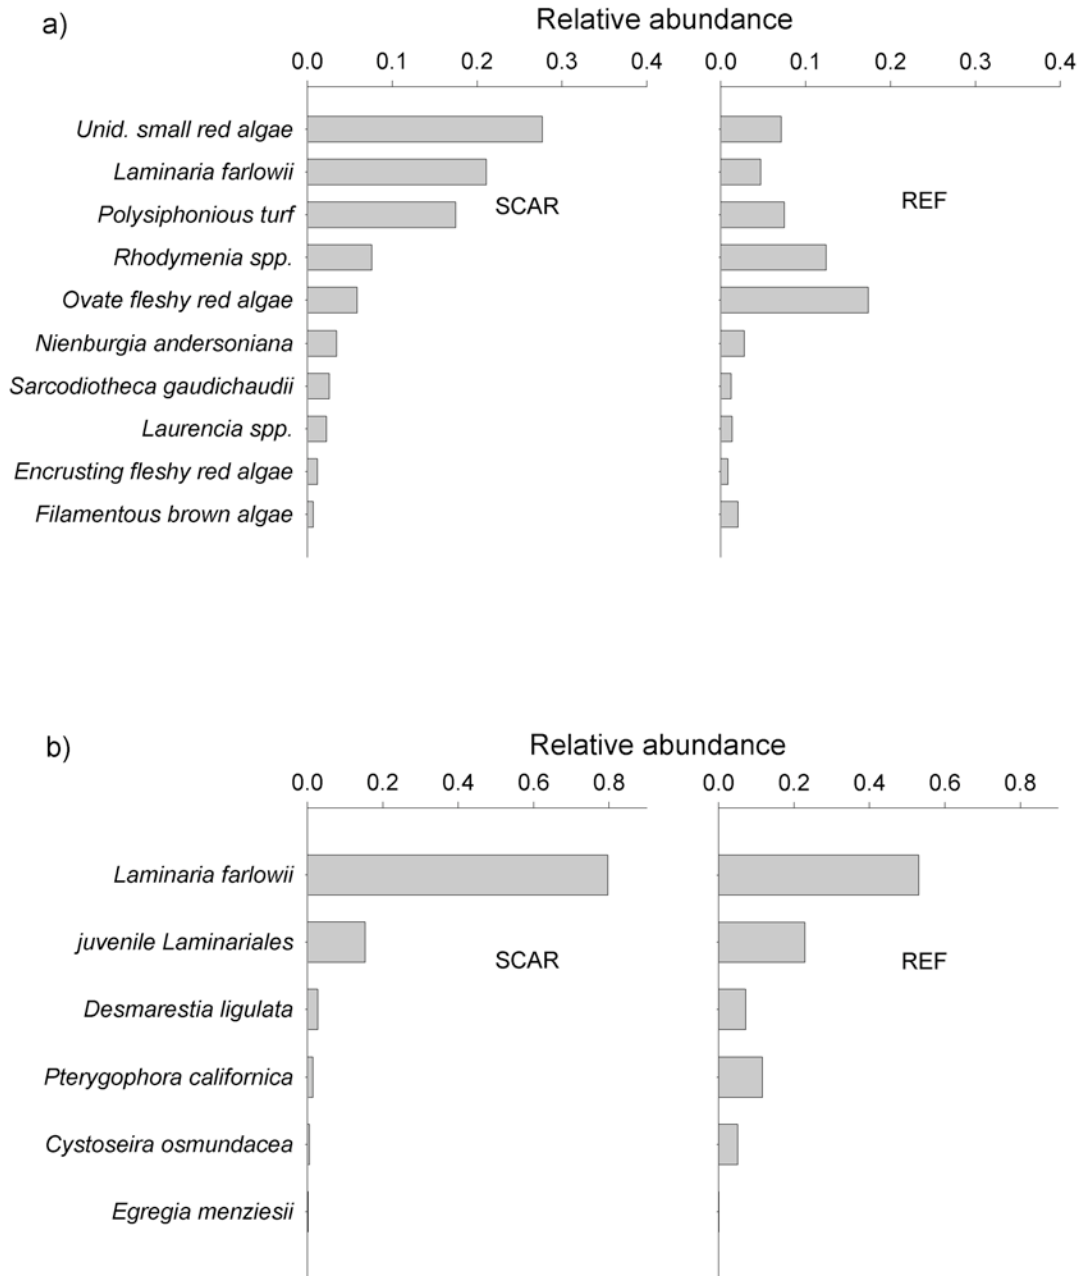 a)
Relative abundance
0.0 0.1 0.2 0.3 0.4 0.0 0.1 0.2 0.3 0.4
Unid. small red algae
Laminaria farlowii
Polysiphonious turf
SCAR REF
Rhodymenia spp.
Ovate fleshy red algae
Nienburgia andersoniana
Sarcodiotheca gaudichaudii
Laurencia spp.
Encrusting fleshy red algae
Filamentous brown algae
b)
Relative abundance
0.0 0.2 0.4 0.6 0.8 0.0 0.2 0.4 0.6 0.8
Laminaria farlowii
juvenile Laminariales
SCAR REF
Desmarestia ligulata
Pterygophora californica
Cystoseira osmundacea
Egregia menziesii